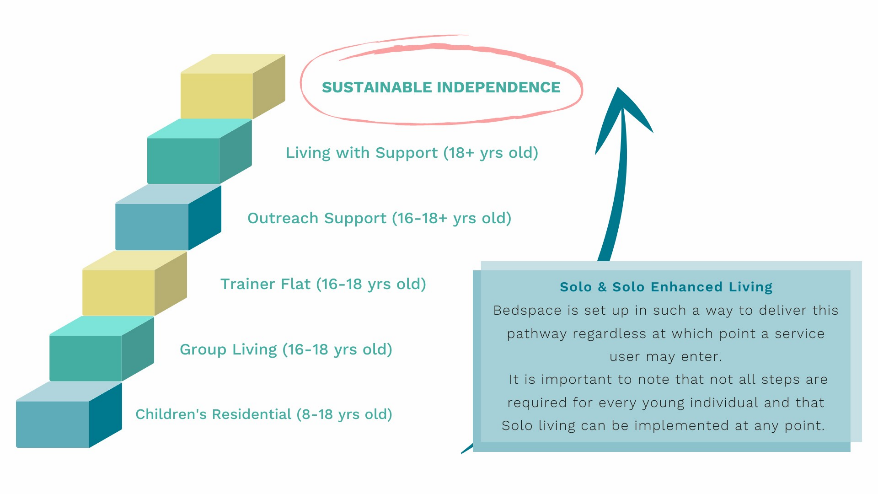 SUSTAINABLE INDEPENDENCE
Living with Support (18+ yrs old)
Outreach Support (16-18+ yrs old)
Trainer Flat (16-18 yrs old)
Group Living (16-18 yrs old)
Children's Residential (8-18 yrs old)
Solo & Solo Enhanced Living
Bedspace is set up in such a way to deliver this
pathway regardless at which point a service
user may enter.
It is important to note that not all steps are
required for every young individual and that
Solo living can be implemented at any point.